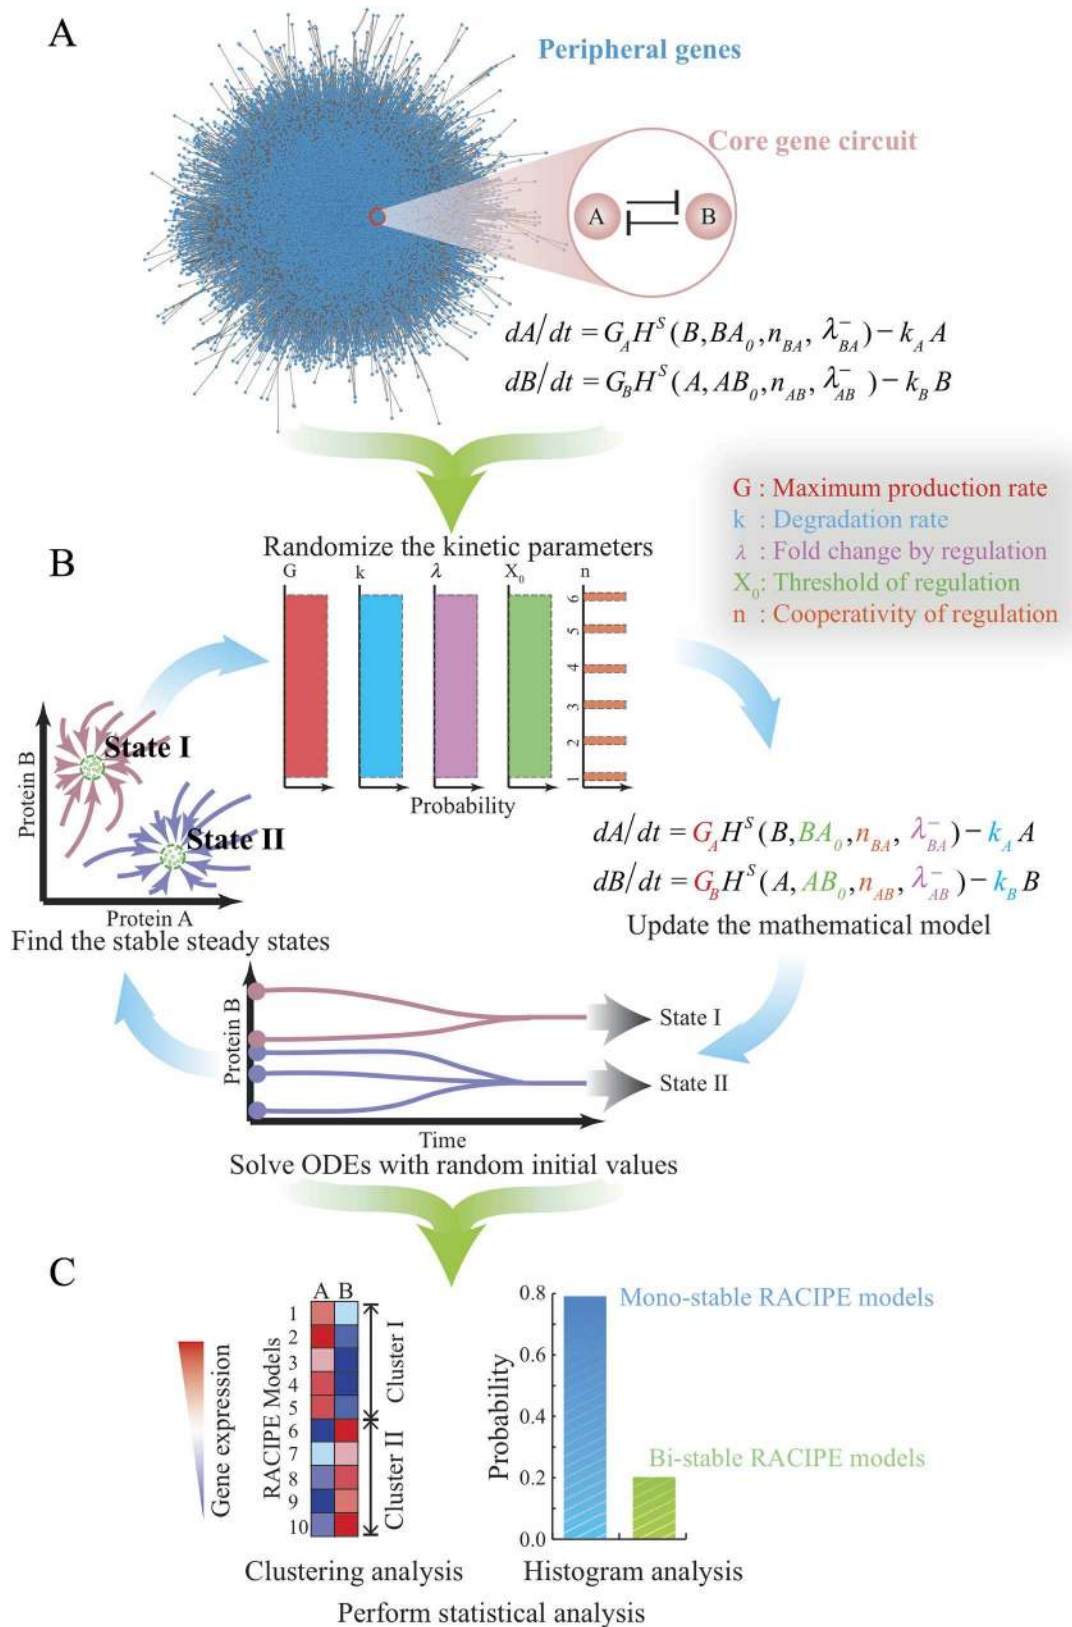 A
Peripheral genes
Core gene circuit
A B
dA/dt = G_A H^S (B, BA_0, n_BA, λ_BA^−) − k_A A
dB/dt = G_B H^S (A, AB_0, n_AB, λ_AB^−) − k_B B
G : Maximum production rate
k : Degradation rate
λ : Fold change by regulation
X_0 : Threshold of regulation
n : Cooperativity of regulation
B
Randomize the kinetic parameters
G k λ X_0 n
6
5
4
3
2
1
Probability
Protein B
State I
State II
Protein A
Find the stable steady states
dA/dt = G_A H^S (B, BA_0, n_BA, λ_BA^−) − k_A A
dB/dt = G_B H^S (A, AB_0, n_AB, λ_AB^−) − k_B B
Update the mathematical model
Protein B
State I
State II
Time
Solve ODEs with random initial values
C
Gene expression
RACIPE Models
A B
1
2
3
4
5
6
7
8
9
10
Cluster I
Cluster II
Clustering analysis
Probability
0.8
0.6
0.4
0.2
0.0
Mono-stable RACIPE models
Bi-stable RACIPE models
Histogram analysis
Perform statistical analysis